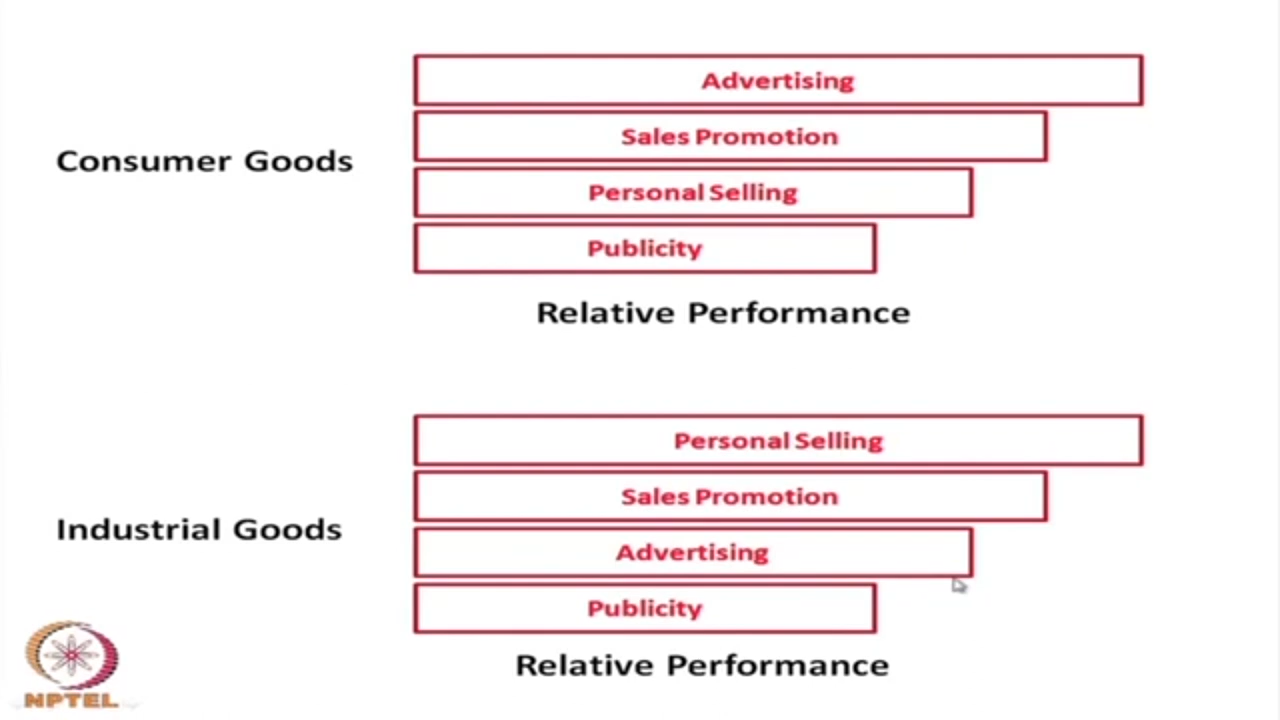 Advertising
Sales Promotion
Consumer Goods
Personal Selling
Publicity
Relative Performance
Personal Selling
Sales Promotion
Industrial Goods
Advertising
Publicity
Relative Performance
NPTEL